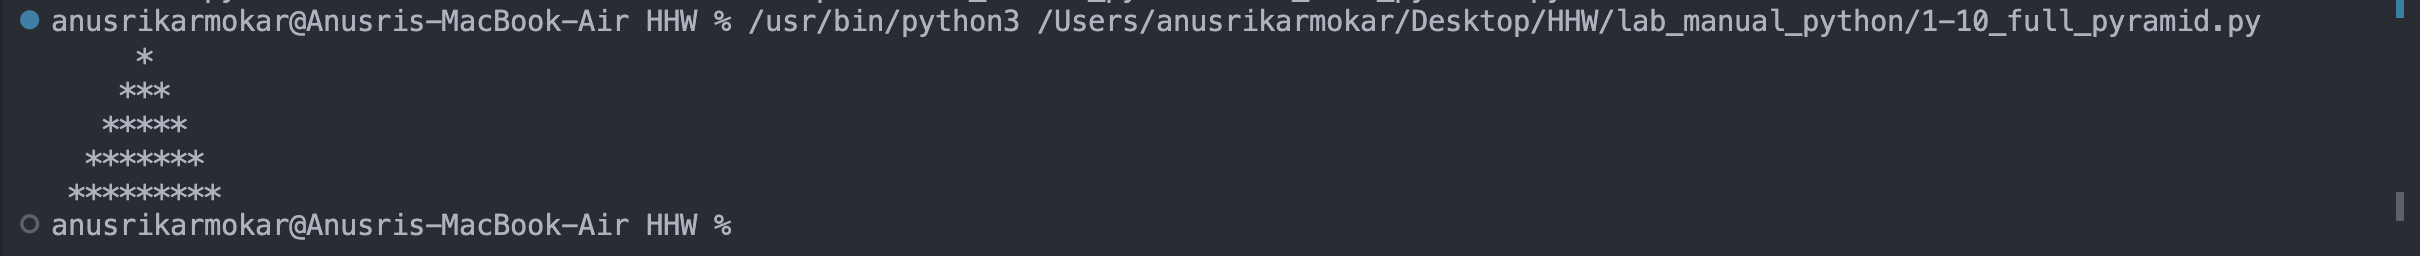 anusrikarmokar@Anusris-MacBook-Air HHW % /usr/bin/python3 /Users/anusrikarmokar/Desktop/HHW/lab_manual_python/1-10_full_pyramid.py
     *
    ***
   *****
  *******
 *********
anusrikarmokar@Anusris-MacBook-Air HHW %